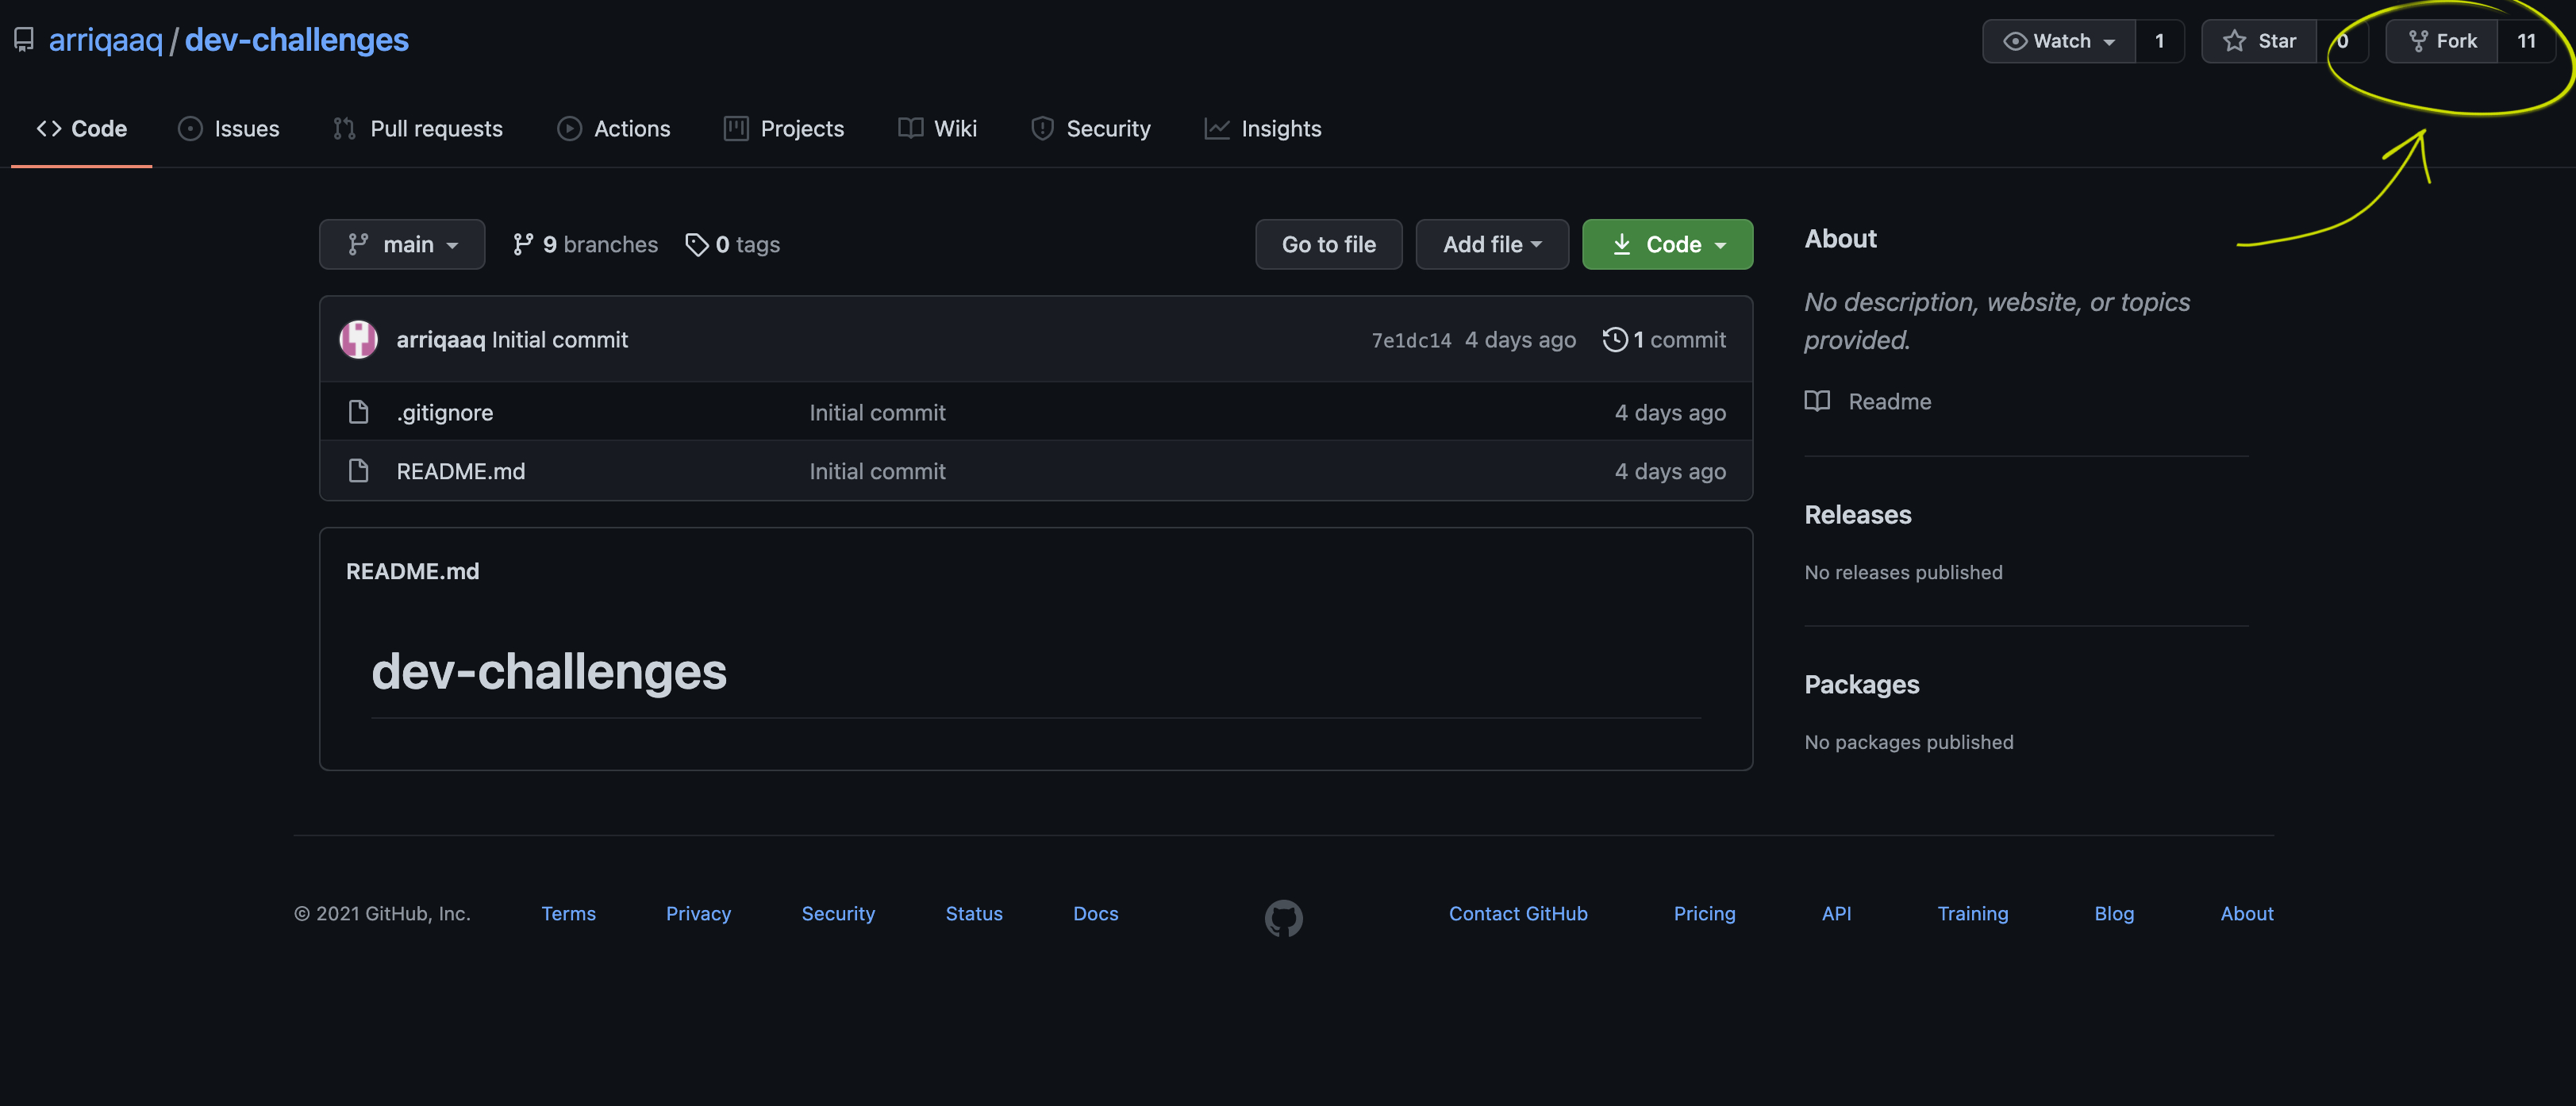 arriqaaq / dev-challenges
Watch 1 Star 0 Fork 11
Code Issues Pull requests Actions Projects Wiki Security Insights
main 9 branches 0 tags Go to file Add file Code
arriqaaq Initial commit 7e1dc14 4 days ago 1 commit
.gitignore Initial commit 4 days ago
README.md Initial commit 4 days ago
README.md
dev-challenges
About
No description, website, or topics
provided.
Readme
Releases
No releases published
Packages
No packages published
© 2021 GitHub, Inc. Terms Privacy Security Status Docs Contact GitHub Pricing API Training Blog About